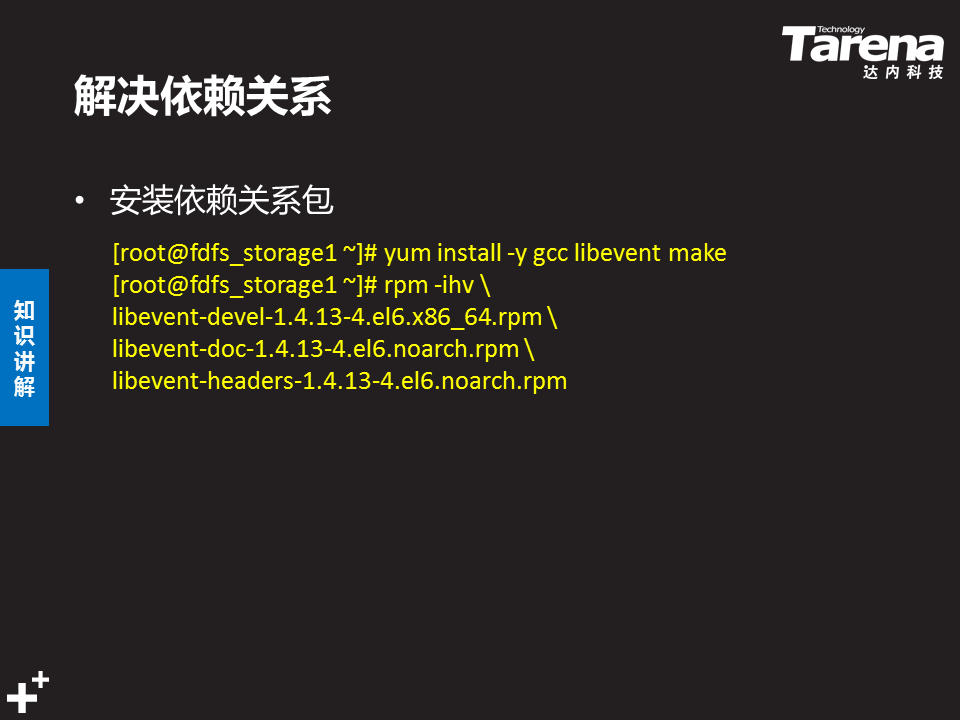 Technology
Tarena
达内科技
解决依赖关系
• 安装依赖关系包
[root@fdfs_storage1 ~]# yum install -y gcc libevent make
[root@fdfs_storage1 ~]# rpm -ihv \
libevent-devel-1.4.13-4.el6.x86_64.rpm \
libevent-doc-1.4.13-4.el6.noarch.rpm \
libevent-headers-1.4.13-4.el6.noarch.rpm
知识讲解